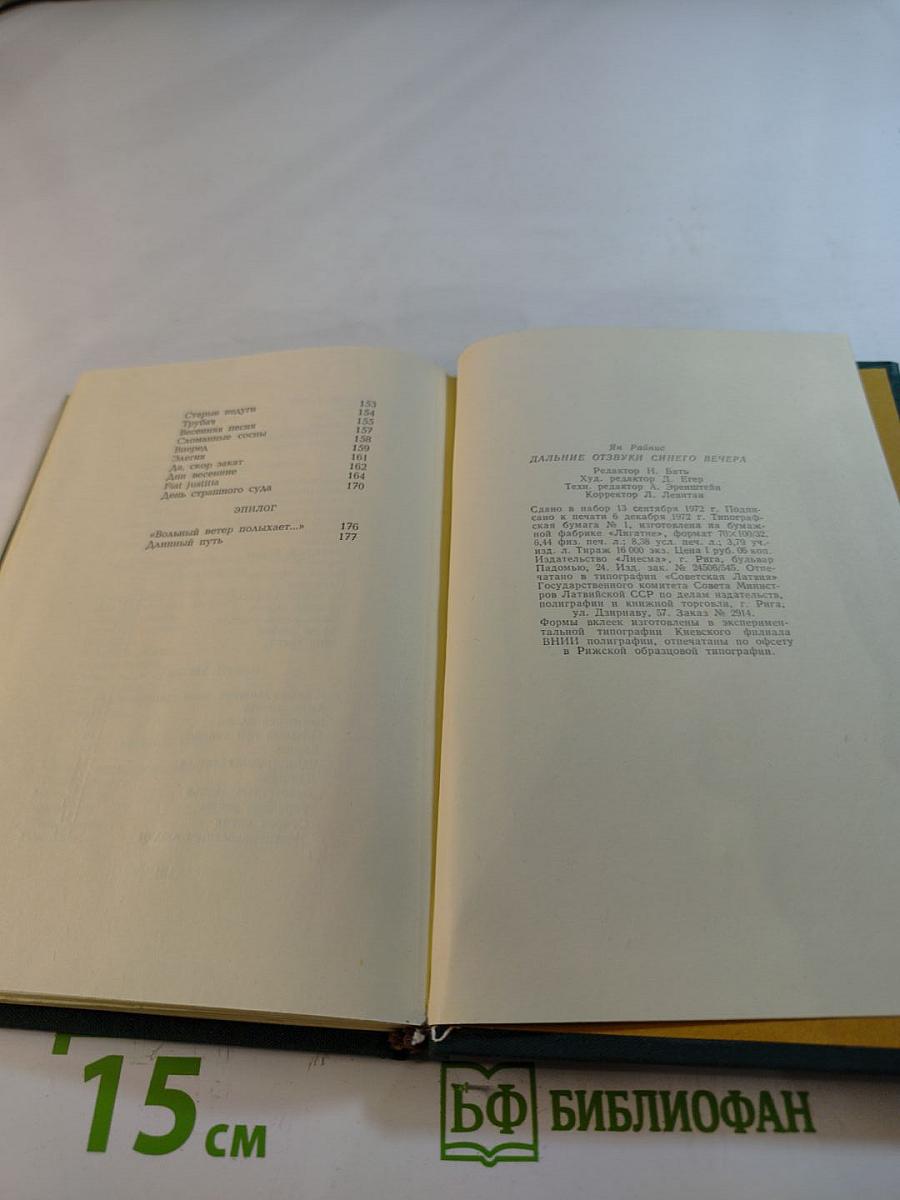 Старые недуги 153
Трубач 154
Весенняя песня 155
Сломанные сосны 157
Вперед 158
Элегия 159
Да, скор закат 161
Дни весенние 162
Fiat justitia 164
День страшного суда 170
ЭПИЛОГ
«Вольный ветер полыхает...» 176
Длинный путь 177
Ян Райнис
ДАЛЬНИЕ ОТЗВУКИ СИНЕГО ВЕЧЕРА
Редактор Н. Бать
Худ. редактор Д. Егер
Техн. редактор А. Эренштейн
Корректор Л. Левитан
Сдано в набор 13 сентября 1972 г. Подпи-
сано к печати 6 декабря 1972 г. Типограф-
ская бумага № 1, изготовлена на бумаж-
ной фабрике «Лигатне», формат 70×100/32.
6,44 физ. печ. л.; 8,38 усл. печ. л.; 3,79 уч.-
изд. л. Тираж 16 000 экз. Цена 1 руб. 06 коп.
Издательство «Лиесма», г. Рига, бульвар
Падомью, 24. Изд. зак. № 24506/545. Отпе-
чатано в типографии «Советская Латвия»
Государственного комитета Совета Минист-
ров Латвийской ССР по делам издательств,
полиграфии и книжной торговли, г. Рига,
ул. Дзирнаву, 57. Заказ № 2914.
Формы вклеек изготовлены в эксперимен-
тальной типографии Киевского филиала
ВНИИ полиграфии, отпечатаны по офсету
в Рижской образцовой типографии.
15 см
БФ БИБЛИОФАН